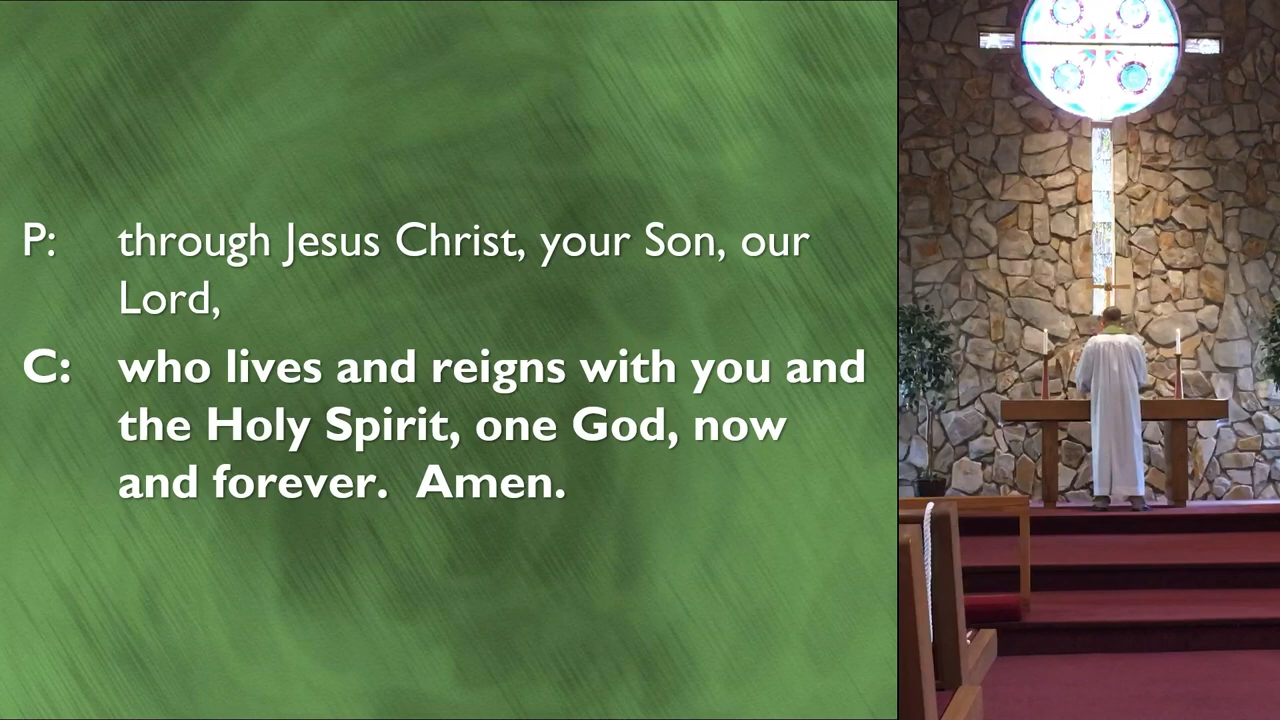 P: through Jesus Christ, your Son, our
Lord,
C: who lives and reigns with you and
the Holy Spirit, one God, now
and forever.  Amen.